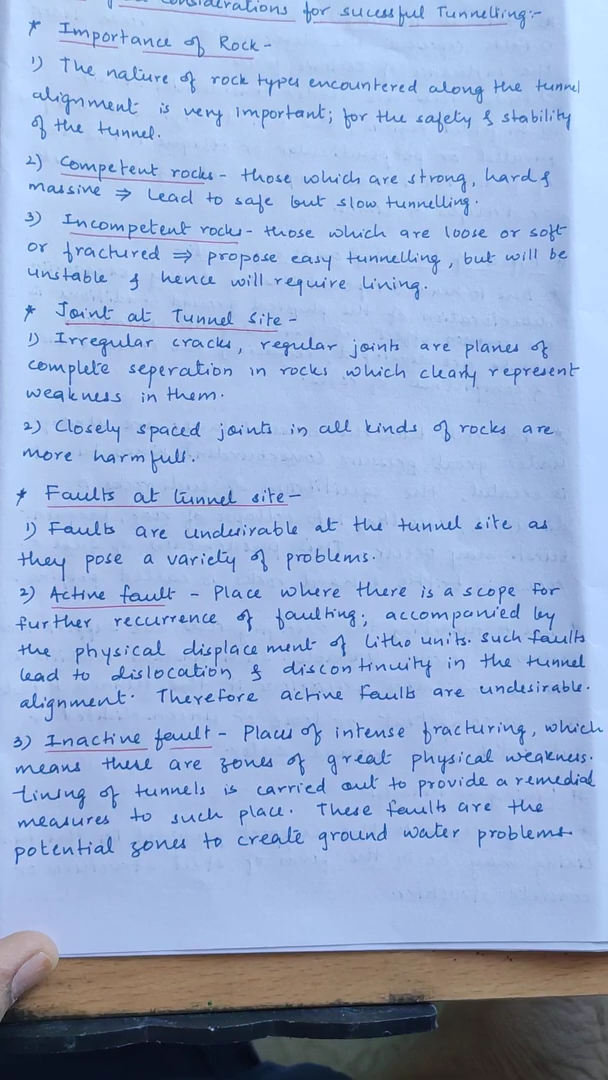 considerations for sucessful Tunnelling:-
* Importance of Rock -
1) The nature of rock types encountered along the tunnel
alignment is very important; for the safety & stability
of the tunnel.
2) Competent rocks - those which are strong, hard &
massive ⇒ Lead to safe but slow tunnelling.
3) Incompetent rocks - those which are loose or soft
or fractured ⇒ propose easy tunnelling, but will be
unstable & hence will require lining.
* Joint at Tunnel site -
1) Irregular cracks, regular joints are planes of
complete seperation in rocks which clearly represent
weakness in them.
2) Closely spaced joints in all kinds of rocks are
more harmfull.
* Faults at tunnel site -
1) Faults are undesirable at the tunnel site as
they pose a variety of problems.
2) Active fault - Place where there is a scope for
further recurrence of faulting; accompanied by
the physical displacement of litho units. such faults
lead to dislocation & discontinuity in the tunnel
alignment. Therefore active faults are undesirable.
3) Inactive fault - Places of intense fracturing, which
means these are zones of great physical weakness.
Lining of tunnels is carried out to provide a remedial
measures to such place. These faults are the
potential zones to create ground water problems